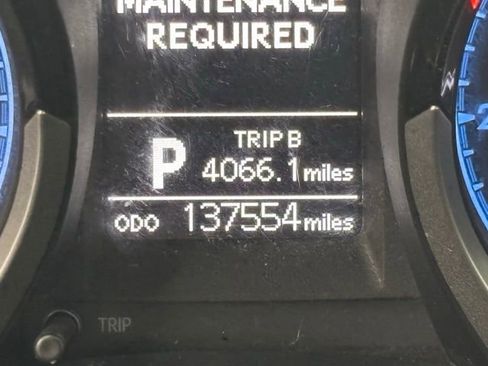 MAINTENANCE
REQUIRED
TRIP B
P 4066.1 miles
ODO 137554 miles
TRIP